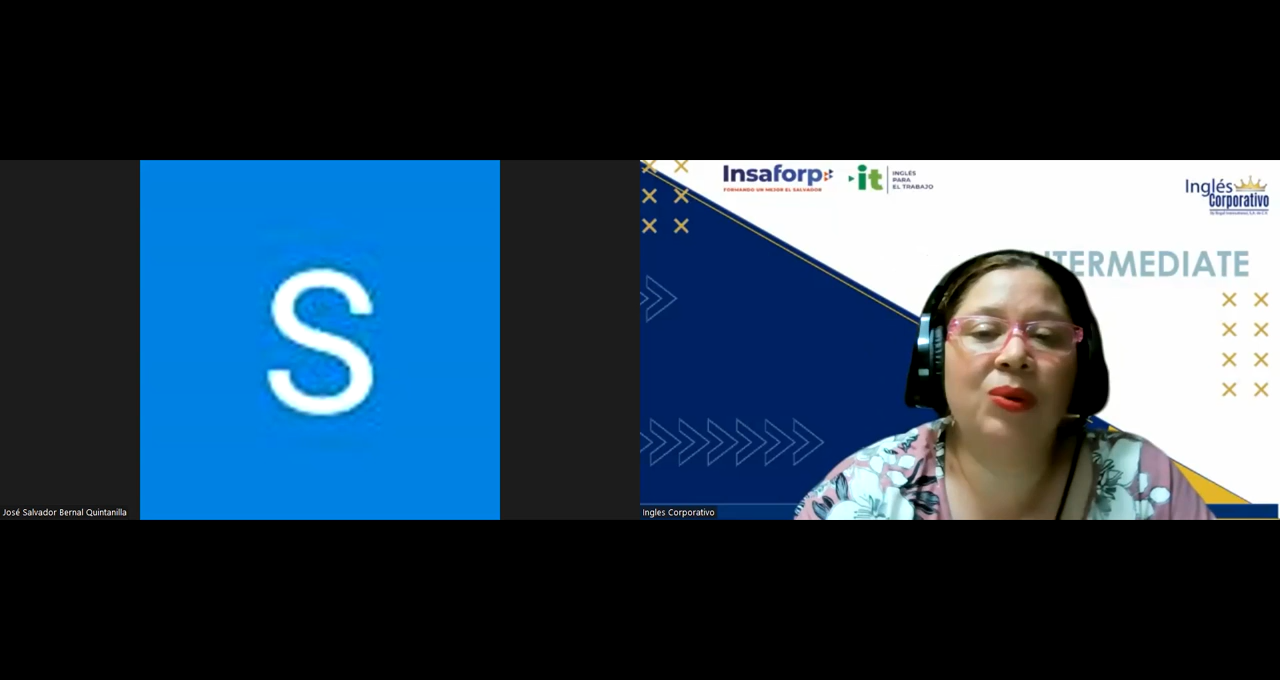 S
José Salvador Bernal Quintanilla
Insaforp
FORMANDO UN MEJOR EL SALVADOR
it
INGLÉS
PARA
EL TRABAJO
Inglés
Corporativo
NTERMEDIATE
Ingles Corporativo